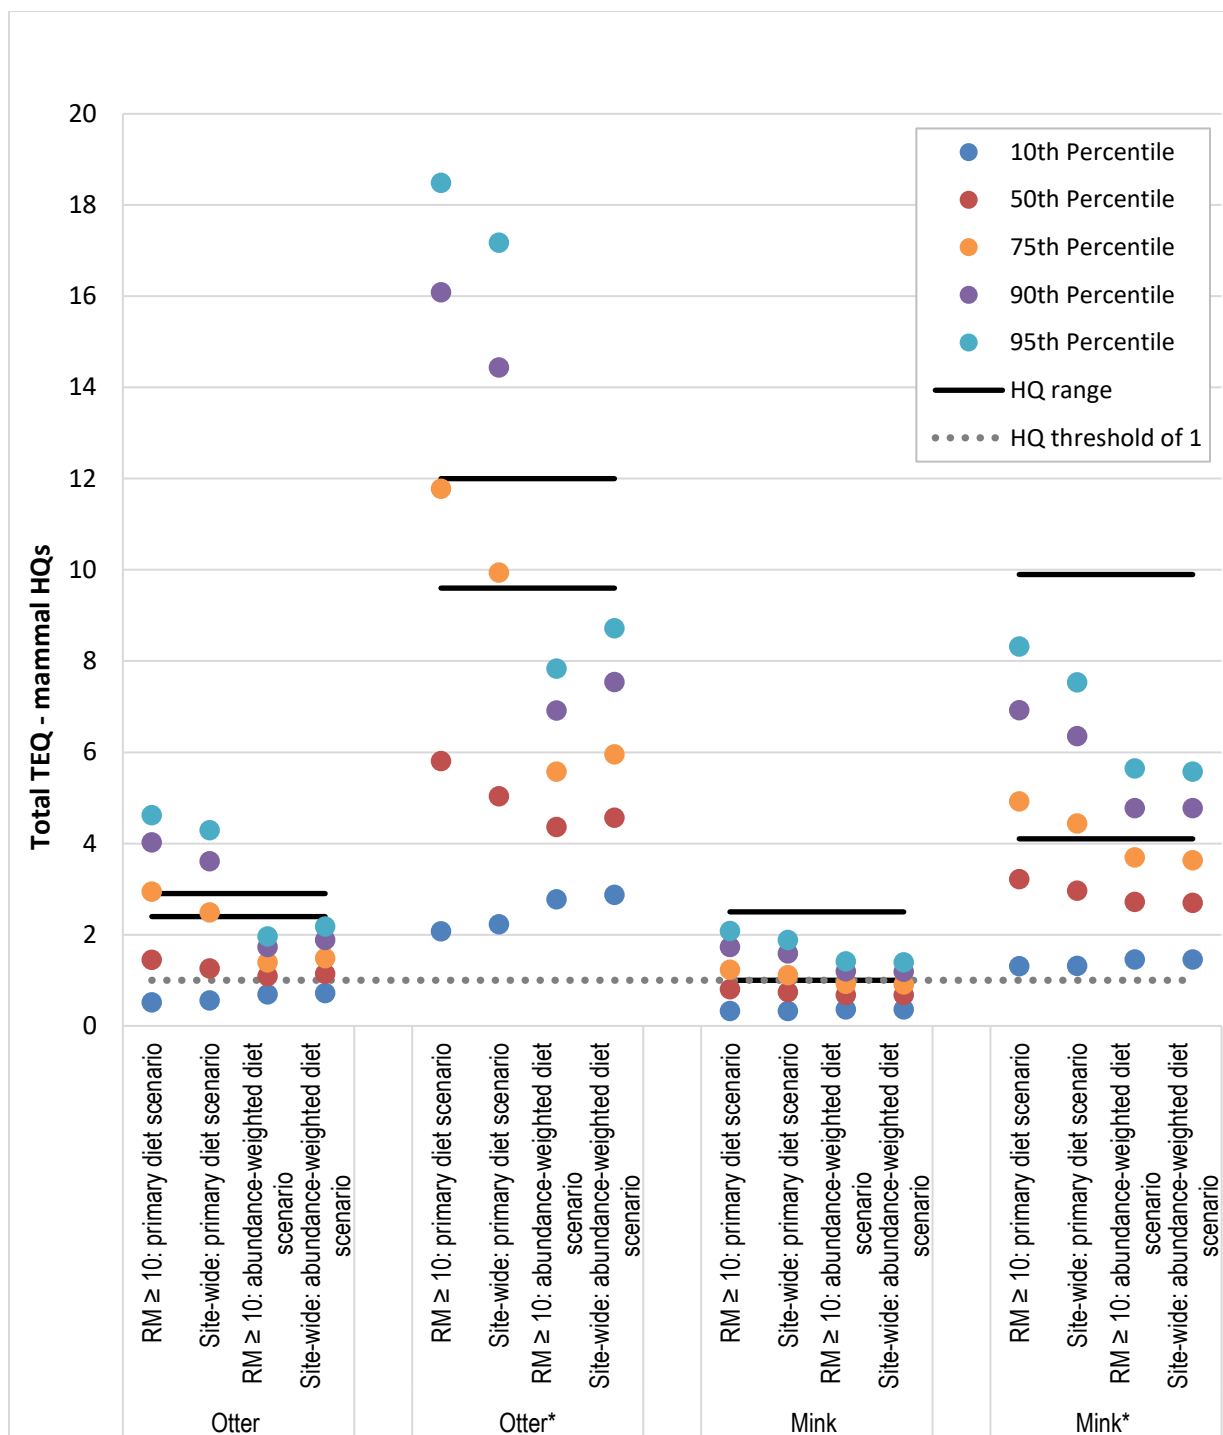 Total TEQ - mammal HQs
20
18
16
14
12
10
8
6
4
2
0
10th Percentile
50th Percentile
75th Percentile
90th Percentile
95th Percentile
HQ range
HQ threshold of 1
RM ≥ 10: primary diet scenario
Site-wide: primary diet scenario
RM ≥ 10: abundance-weighted diet
scenario
Site-wide: abundance-weighted diet
scenario
RM ≥ 10: primary diet scenario
Site-wide: primary diet scenario
RM ≥ 10: abundance-weighted diet
scenario
Site-wide: abundance-weighted diet
scenario
RM ≥ 10: primary diet scenario
Site-wide: primary diet scenario
RM ≥ 10: abundance-weighted diet
scenario
Site-wide: abundance-weighted diet
scenario
RM ≥ 10: primary diet scenario
Site-wide: primary diet scenario
RM ≥ 10: abundance-weighted diet
scenario
Site-wide: abundance-weighted diet
scenario
Otter
Otter*
Mink
Mink*